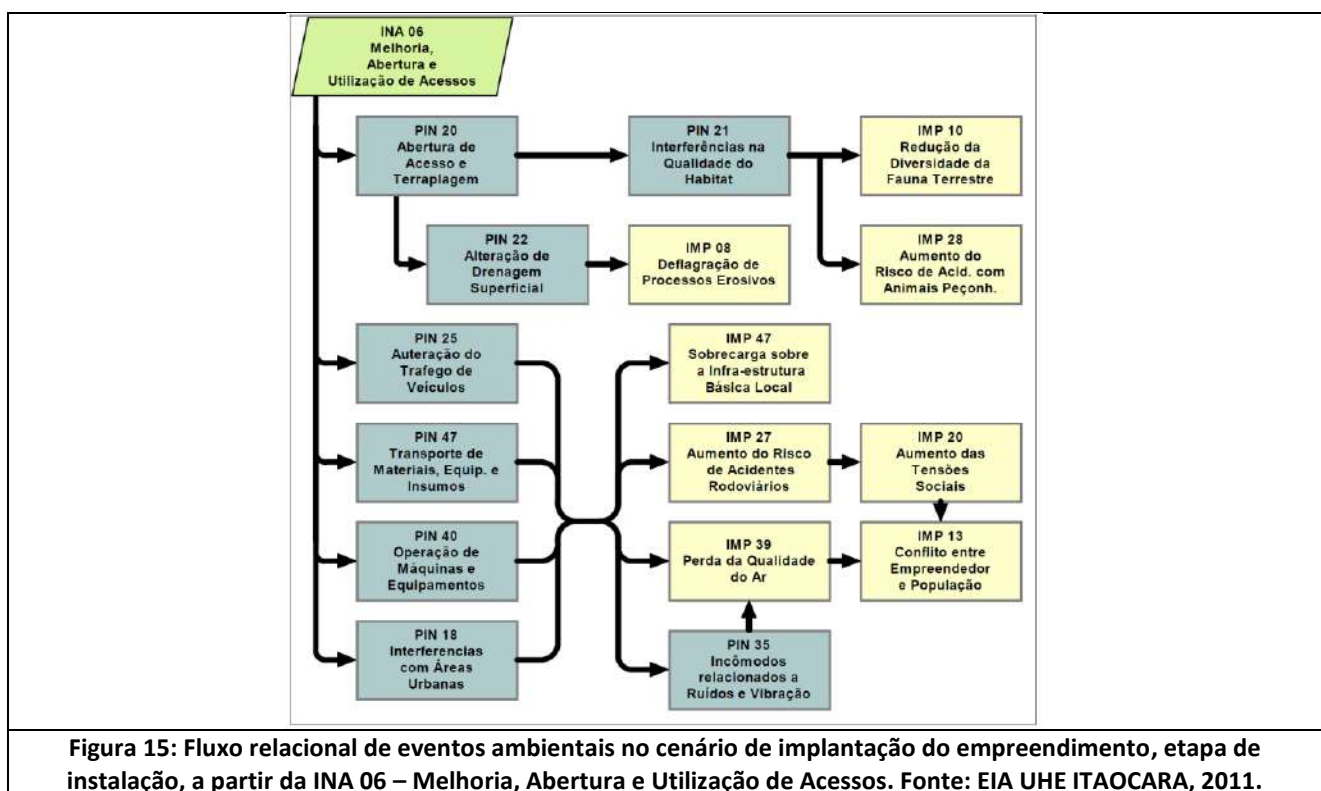 INA 06
Melhoria,
Abertura e
Utilização de Acessos
PIN 20
Abertura de
Acesso e
Terraplagem
PIN 21
Interferências na
Qualidade do
Habitat
IMP 10
Redução da
Diversidade da
Fauna Terrestre
PIN 22
Alteração de
Drenagem
Superficial
IMP 08
Deflagração de
Processos Erosivos
IMP 28
Aumento do
Risco de Acid. com
Animais Peçonh.
PIN 25
Auteração do
Trafego de
Veículos
IMP 47
Sobrecarga sobre
a Infra-estrutura
Básica Local
PIN 47
Transporte de
Materiais, Equip. e
Insumos
IMP 27
Aumento do Risco
de Acidentes
Rodoviários
IMP 20
Aumento das
Tensões
Sociais
PIN 40
Operação de
Máquinas e
Equipamentos
IMP 39
Perda da Qualidade
do Ar
IMP 13
Conflito entre
Empreendedor
e População
PIN 18
Interferencias
com Áreas
Urbanas
PIN 35
Incômodos
relacionados a
Ruídos e Vibração
Figura 15: Fluxo relacional de eventos ambientais no cenário de implantação do empreendimento, etapa de
instalação, a partir da INA 06 – Melhoria, Abertura e Utilização de Acessos. Fonte: EIA UHE ITAOCARA, 2011.